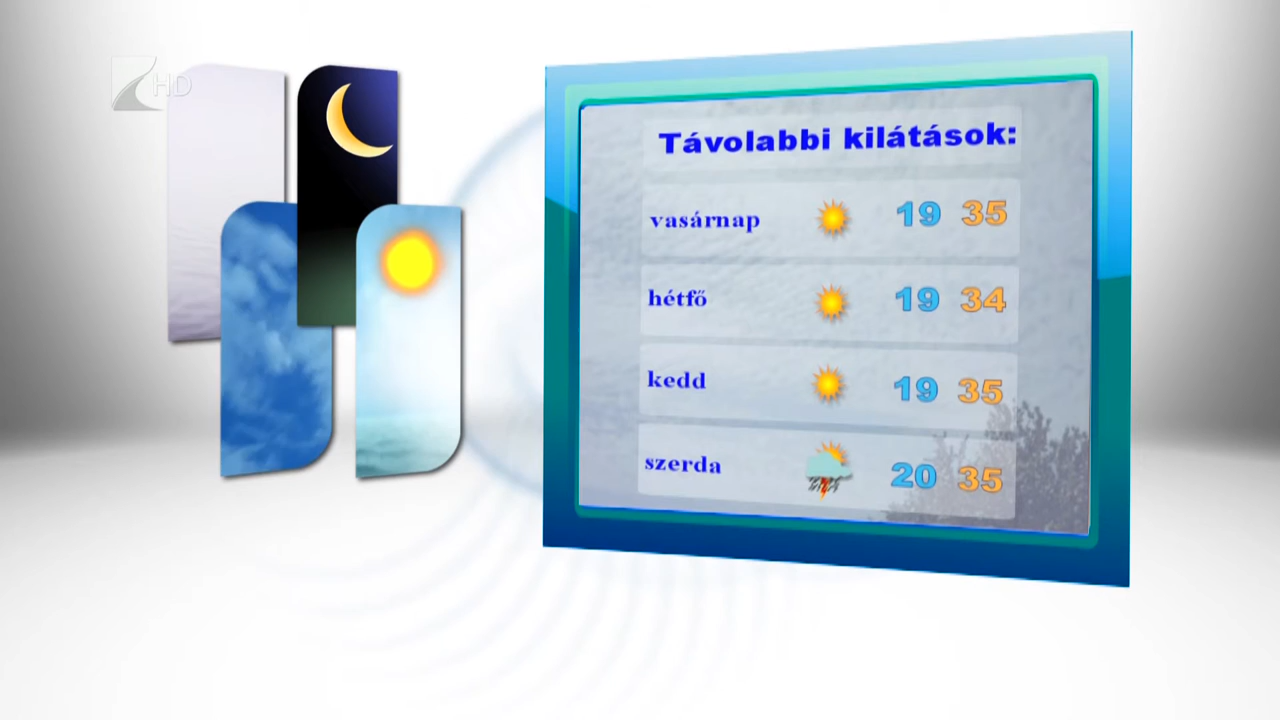 HD
Távolabbi kilátások:
vasárnap 19 35
hétfő 19 34
kedd 19 35
szerda 20 35